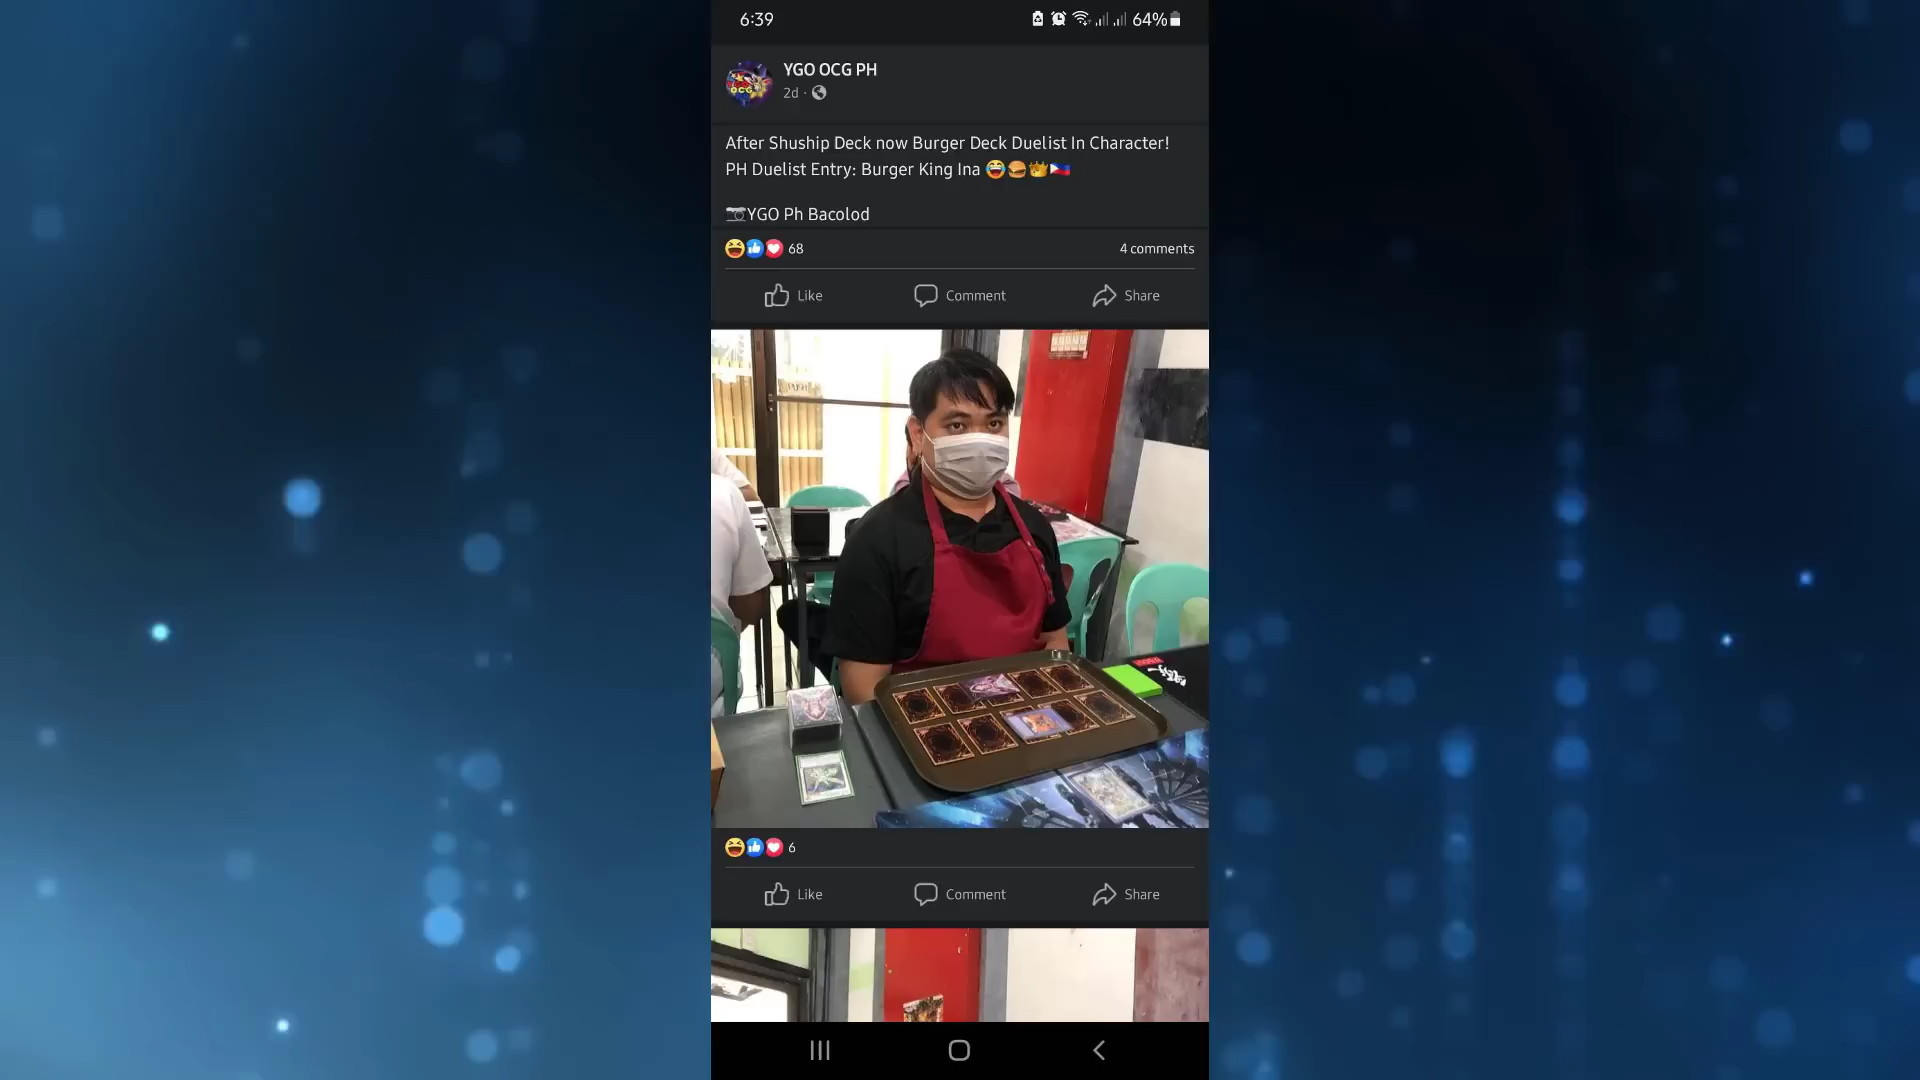 6:39
64%
YGO OCG PH
2d ·
OCG
After Shuship Deck now Burger Deck Duelist In Character!
PH Duelist Entry: Burger King Ina 😂🍔👑🇵🇭
📷YGO Ph Bacolod
68
4 comments
Like
Comment
Share
6
Like
Comment
Share